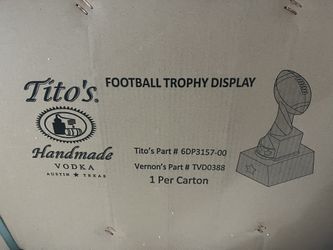 Tito's.
Handmade
VODKA
AUSTIN ★ TEXAS
FOOTBALL TROPHY DISPLAY
Tito's Part # 6DP3157-00
Vernon's Part # TVD0388
1 Per Carton